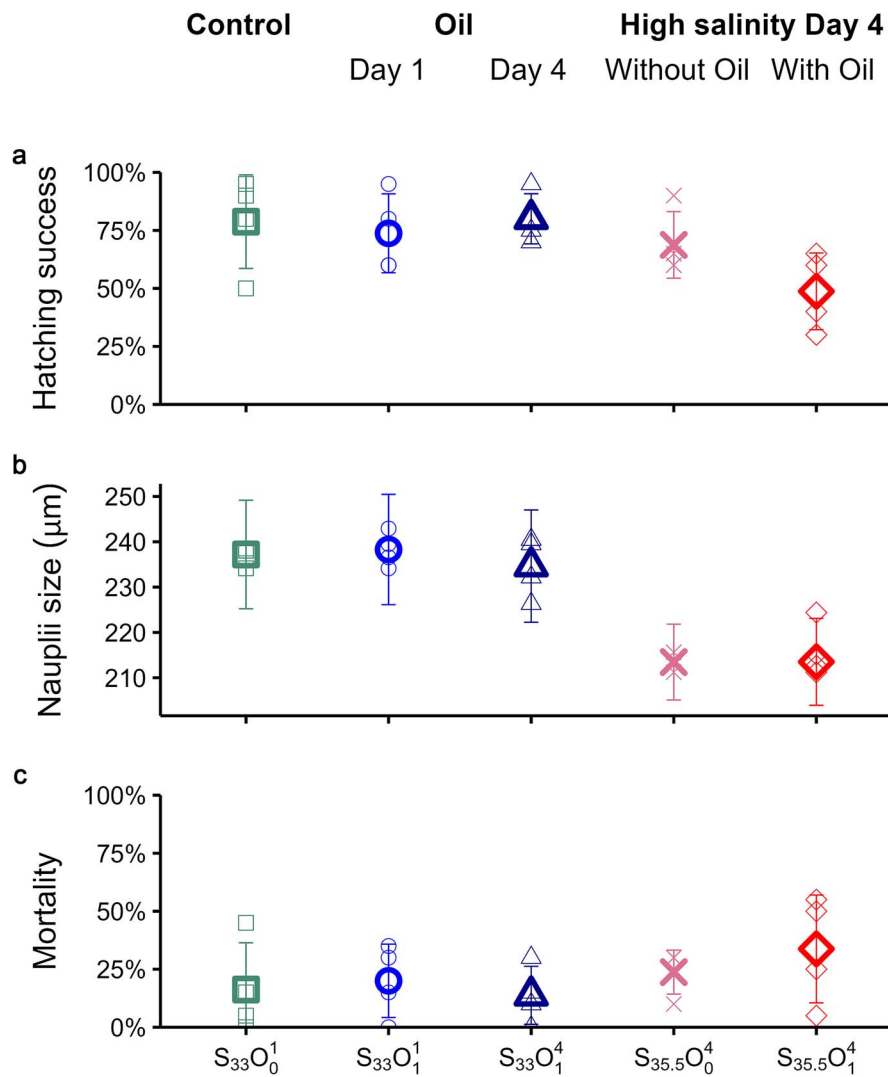 Control Oil High salinity Day 4
Day 1 Day 4 Without Oil With Oil
a
Hatching success
100%
75%
50%
25%
0%
b
Nauplii size (μm)
250
240
230
220
210
c
Mortality
100%
75%
50%
25%
0%
S₃₃O₀¹ S₃₃O₁¹ S₃₃O₁⁴ S₃₅.₅O₀⁴ S₃₅.₅O₁⁴